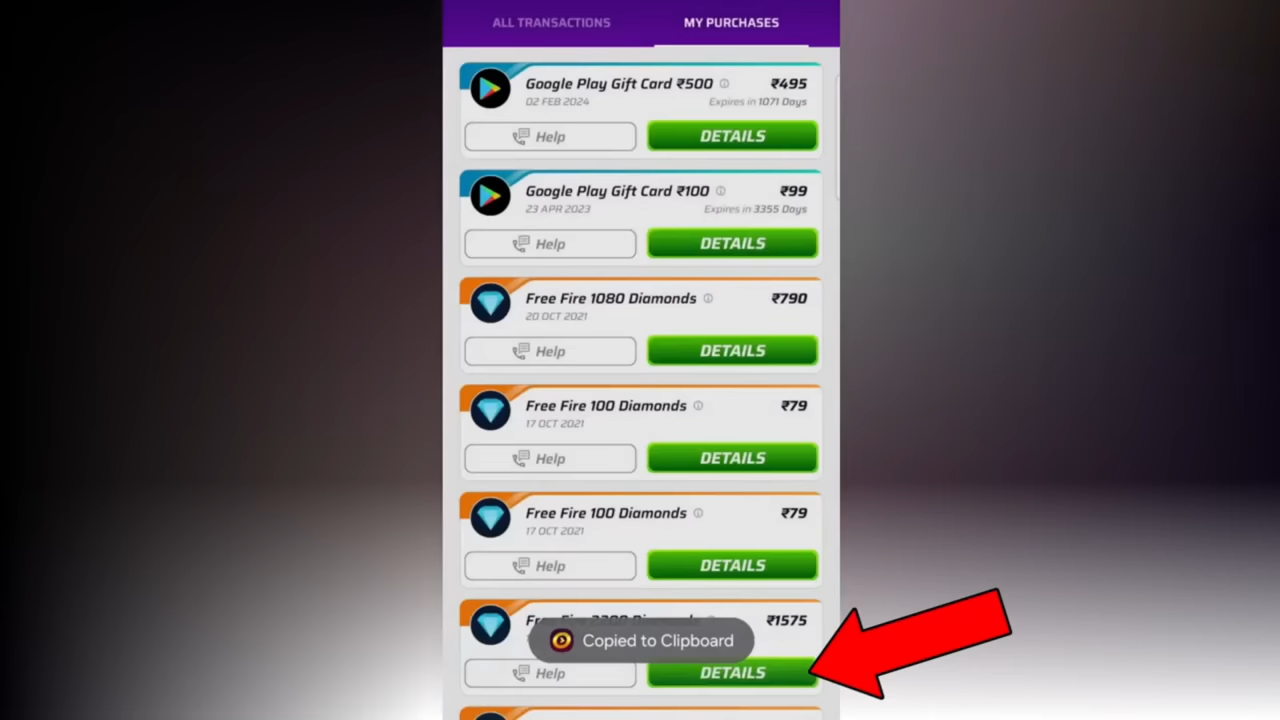 ALL TRANSACTIONS
MY PURCHASES
Google Play Gift Card ₹500
₹495
02 FEB 2024
Expires in 1071 Days
Help
DETAILS
Google Play Gift Card ₹100
₹99
23 APR 2023
Expires in 3355 Days
Help
DETAILS
Free Fire 1080 Diamonds
₹790
20 OCT 2021
Help
DETAILS
Free Fire 100 Diamonds
₹79
17 OCT 2021
Help
DETAILS
Free Fire 100 Diamonds
₹79
17 OCT 2021
Help
DETAILS
₹1575
Copied to Clipboard
Help
DETAILS